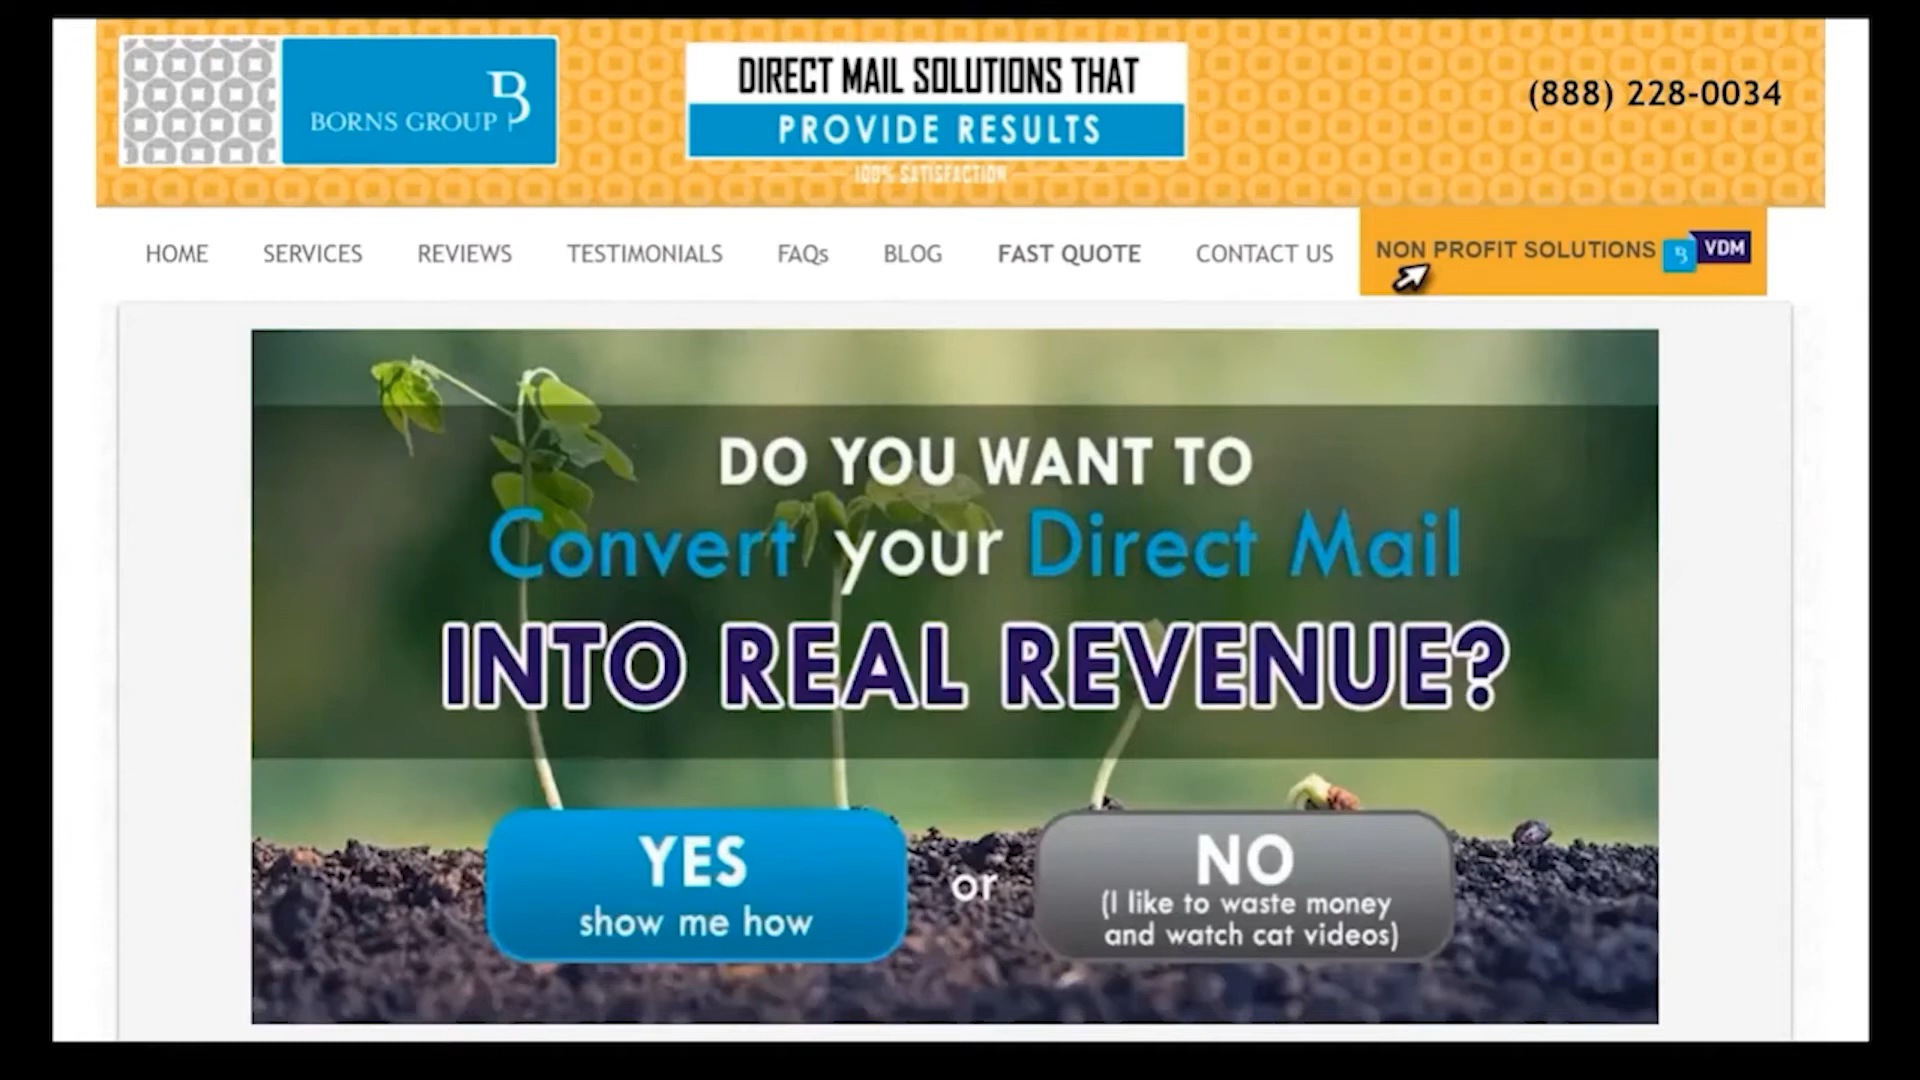 BORNS GROUP
B
DIRECT MAIL SOLUTIONS THAT
PROVIDE RESULTS
100% SATISFACTION
(888) 228-0034
HOME SERVICES REVIEWS TESTIMONIALS FAQs BLOG FAST QUOTE CONTACT US NON PROFIT SOLUTIONS B VDM
DO YOU WANT TO
Convert your Direct Mail
INTO REAL REVENUE?
YES
show me how
or
NO
(I like to waste money
and watch cat videos)